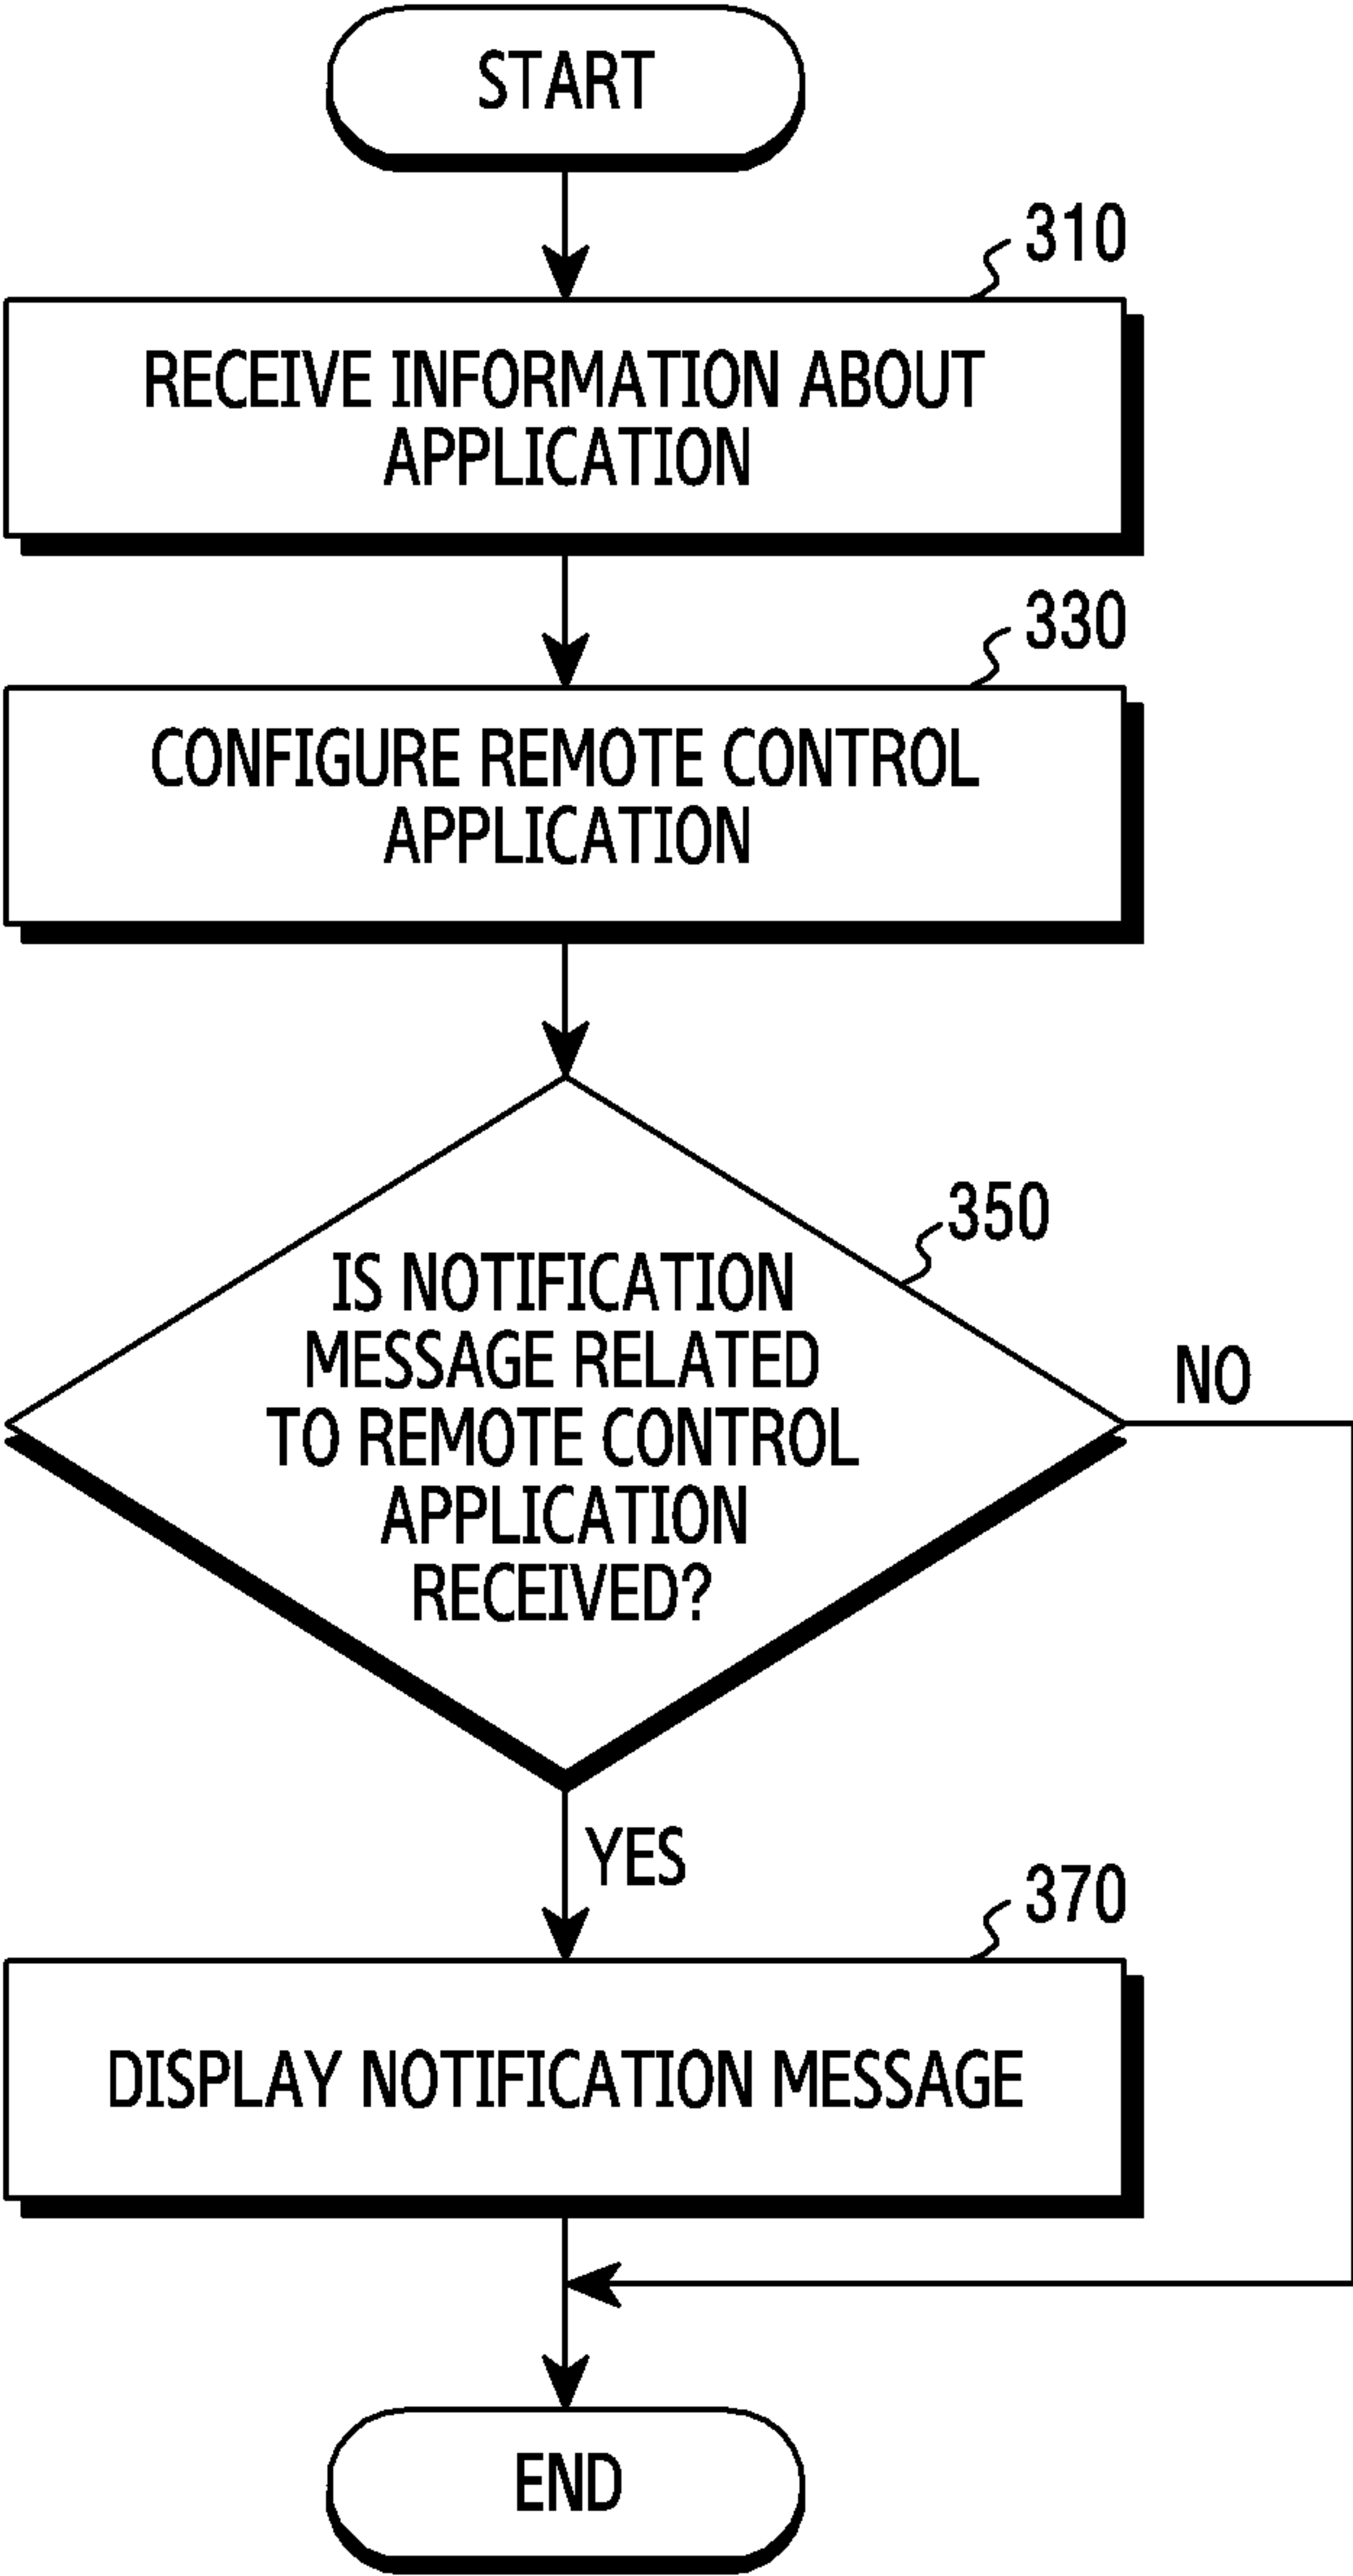 START
310
RECEIVE INFORMATION ABOUT
APPLICATION
330
CONFIGURE REMOTE CONTROL
APPLICATION
350
IS NOTIFICATION
MESSAGE RELATED
TO REMOTE CONTROL
APPLICATION
RECEIVED?
NO
YES
370
DISPLAY NOTIFICATION MESSAGE
END